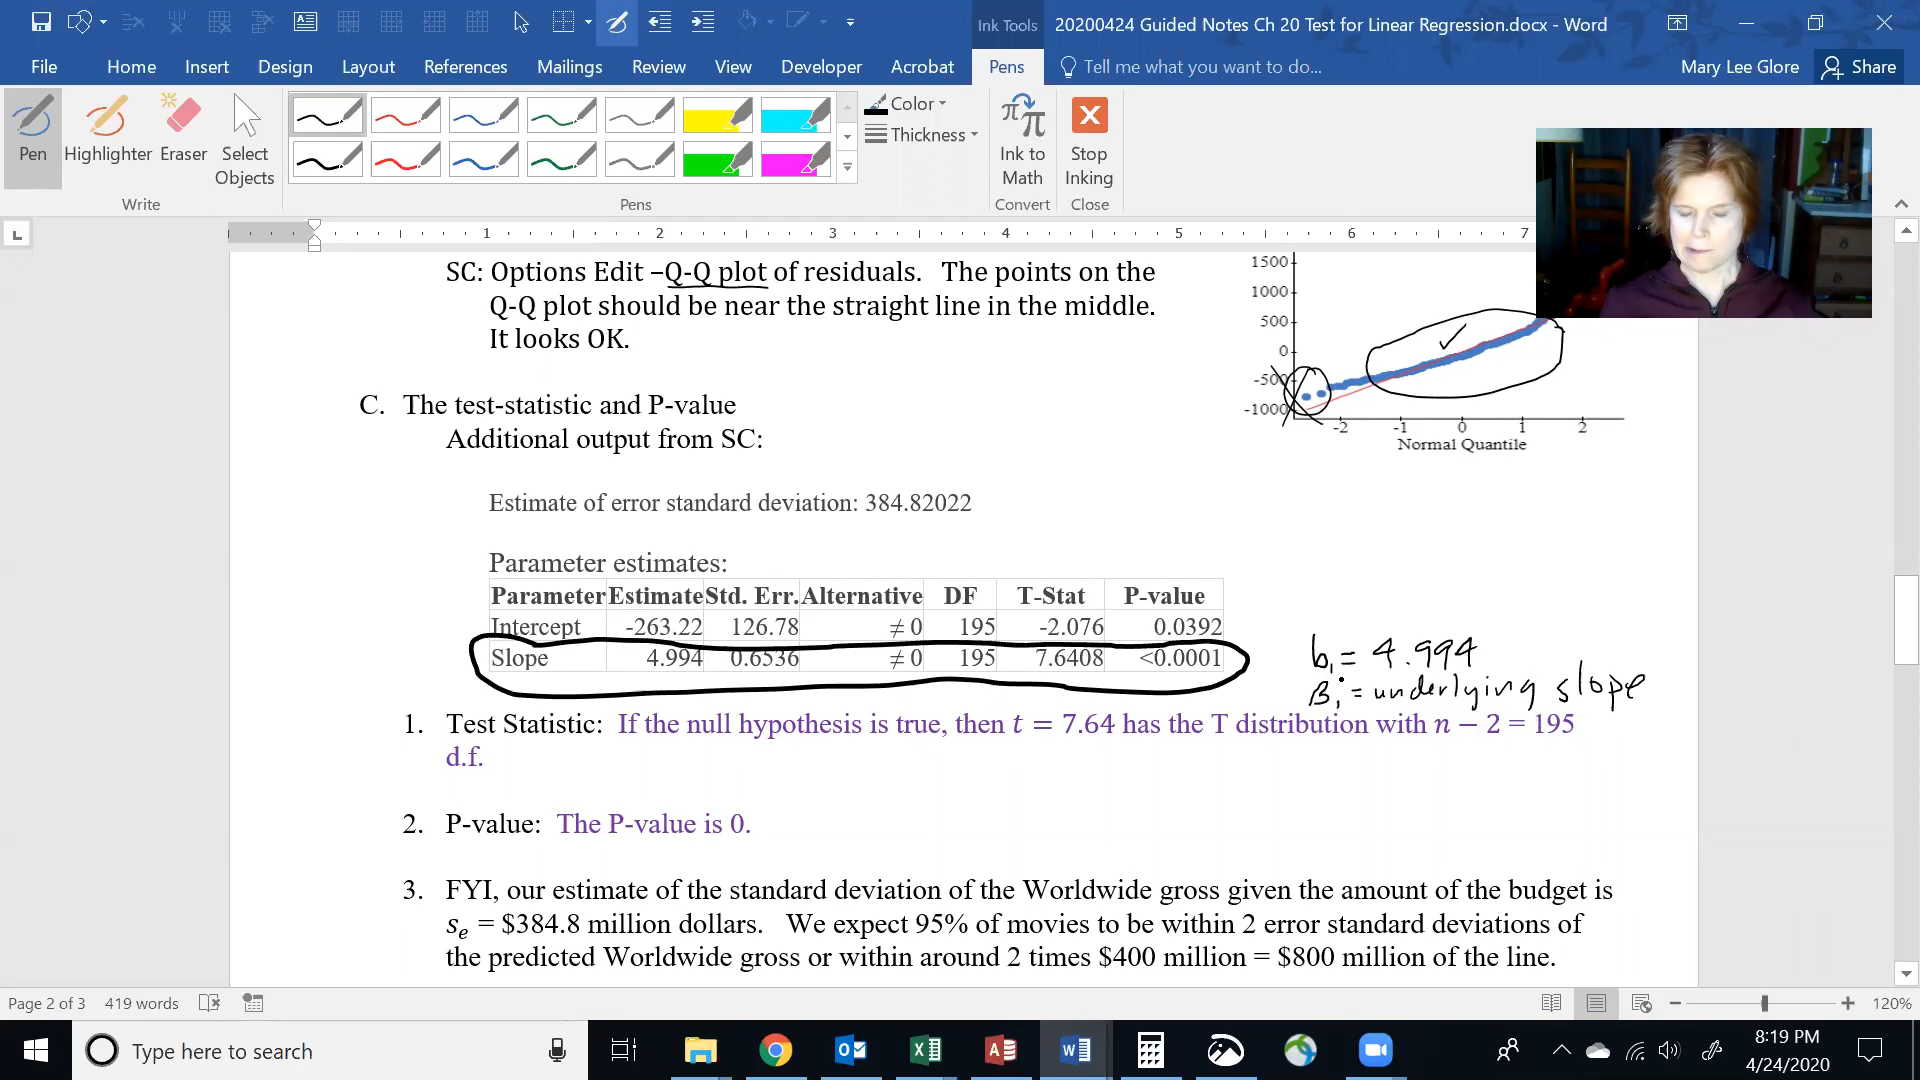 Ink Tools
20200424 Guided Notes Ch 20 Test for Linear Regression.docx - Word
File Home Insert Design Layout References Mailings Review View Developer Acrobat Pens Tell me what you want to do... Mary Lee Glore Share
Pen Highlighter Eraser Select Objects
Write
Pens
Color
Thickness
Ink to Math
Convert
Stop Inking
Close
1 2 3 4 5 6 7
SC: Options Edit –Q-Q plot of residuals. The points on the
Q-Q plot should be near the straight line in the middle.
It looks OK.
1500
1000
500
0
-500
-1000
-2 -1 0 1 2
Normal Quantile
C. The test-statistic and P-value
Additional output from SC:
Estimate of error standard deviation: 384.82022
Parameter estimates:
Parameter Estimate Std. Err. Alternative DF T-Stat P-value
Intercept -263.22 126.78 ≠ 0 195 -2.076 0.0392
Slope 4.994 0.6536 ≠ 0 195 7.6408 <0.0001
b₁ = 4.994
β₁ = underlying slope
1. Test Statistic: If the null hypothesis is true, then t = 7.64 has the T distribution with n − 2 = 195
d.f.
2. P-value: The P-value is 0.
3. FYI, our estimate of the standard deviation of the Worldwide gross given the amount of the budget is
sₑ = $384.8 million dollars. We expect 95% of movies to be within 2 error standard deviations of
the predicted Worldwide gross or within around 2 times $400 million = $800 million of the line.
Page 2 of 3 419 words 120%
Type here to search
8:19 PM
4/24/2020